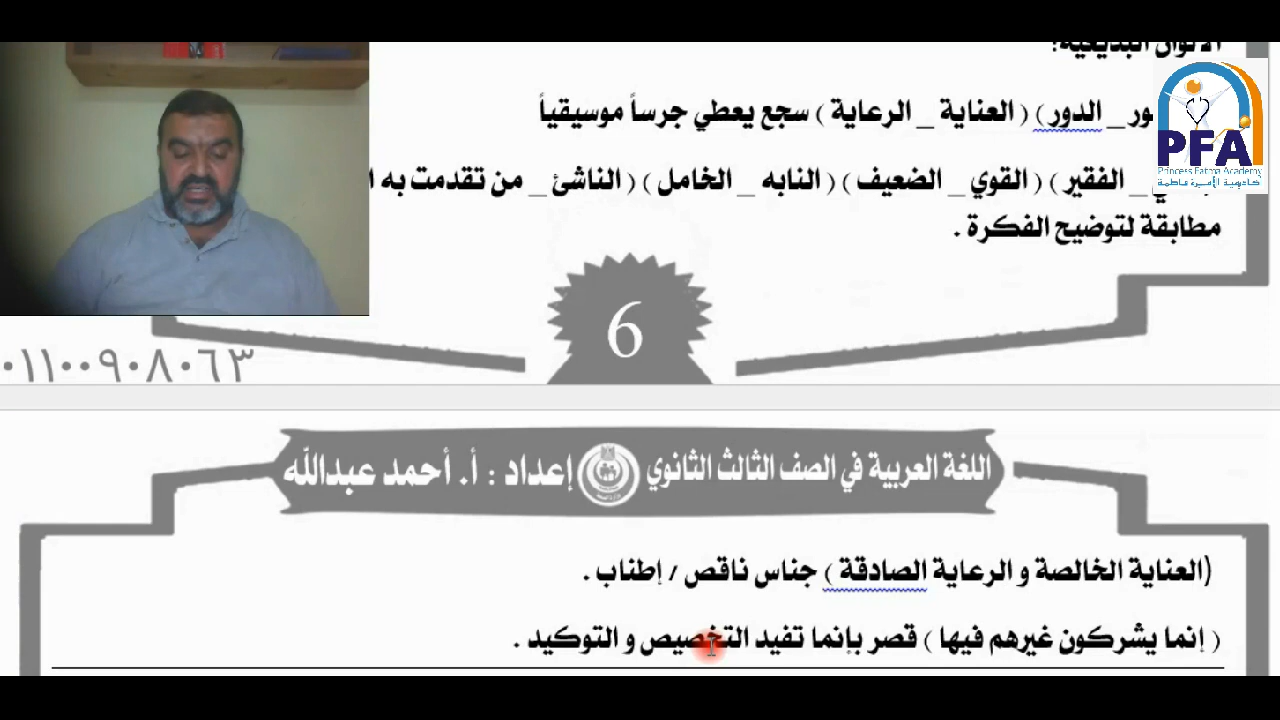 الألوان البديعية:
ور _ الدور) ( العناية _ الرعاية ) سجع يعطي جرساً موسيقياً
_ الفقير ) ( القوي _ الضعيف ) ( النابه _ الخامل ) ( الناشئ _ من تقدمت به
مطابقة لتوضيح الفكرة .
PFA
Princess Fatma Academy
أكاديمية الأميرة فاطمة
6
٠١١٠٠٩٠٨٠٦٣
اللغة العربية في الصف الثالث الثانوي
إعداد : أ. أحمد عبدالله
(العناية الخالصة و الرعاية الصادقة ) جناس ناقص / إطناب .
( إنما يشركون غيرهم فيها ) قصر بإنما تفيد التخصيص و التوكيد .